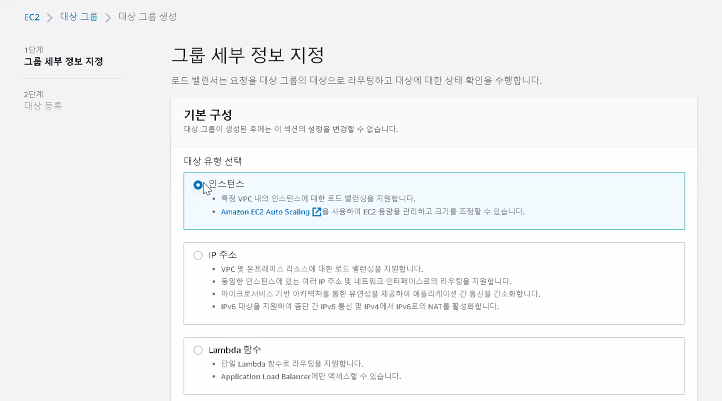 EC2 > 대상 그룹 > 대상 그룹 생성
1단계
그룹 세부 정보 지정
2단계
대상 등록
그룹 세부 정보 지정
로드 밸런서는 요청을 대상 그룹의 대상으로 라우팅하고 대상에 대한 상태 확인을 수행합니다.
기본 구성
대상 그룹이 생성된 후에는 이 섹션의 설정을 변경할 수 없습니다.
대상 유형 선택
인스턴스
• 특정 VPC 내의 인스턴스에 대한 로드 밸런싱을 지원합니다.
• Amazon EC2 Auto Scaling을 사용하여 EC2 용량을 관리하고 크기를 조정할 수 있습니다.
IP 주소
• VPC 및 온프레미스 리소스에 대한 로드 밸런싱을 지원합니다.
• 동일한 인스턴스에 있는 여러 IP 주소 및 네트워크 인터페이스로의 라우팅을 지원합니다.
• 마이크로서비스 기반 아키텍처를 통한 유연성을 제공하여 애플리케이션 간 통신을 간소화합니다.
• IPv6 대상을 지원하여 종단 간 IPv6 통신 및 IPv4에서 IPv6로의 NAT를 활성화합니다.
Lambda 함수
• 단일 Lambda 함수로 라우팅을 지원합니다.
• Application Load Balancer에만 액세스할 수 있습니다.